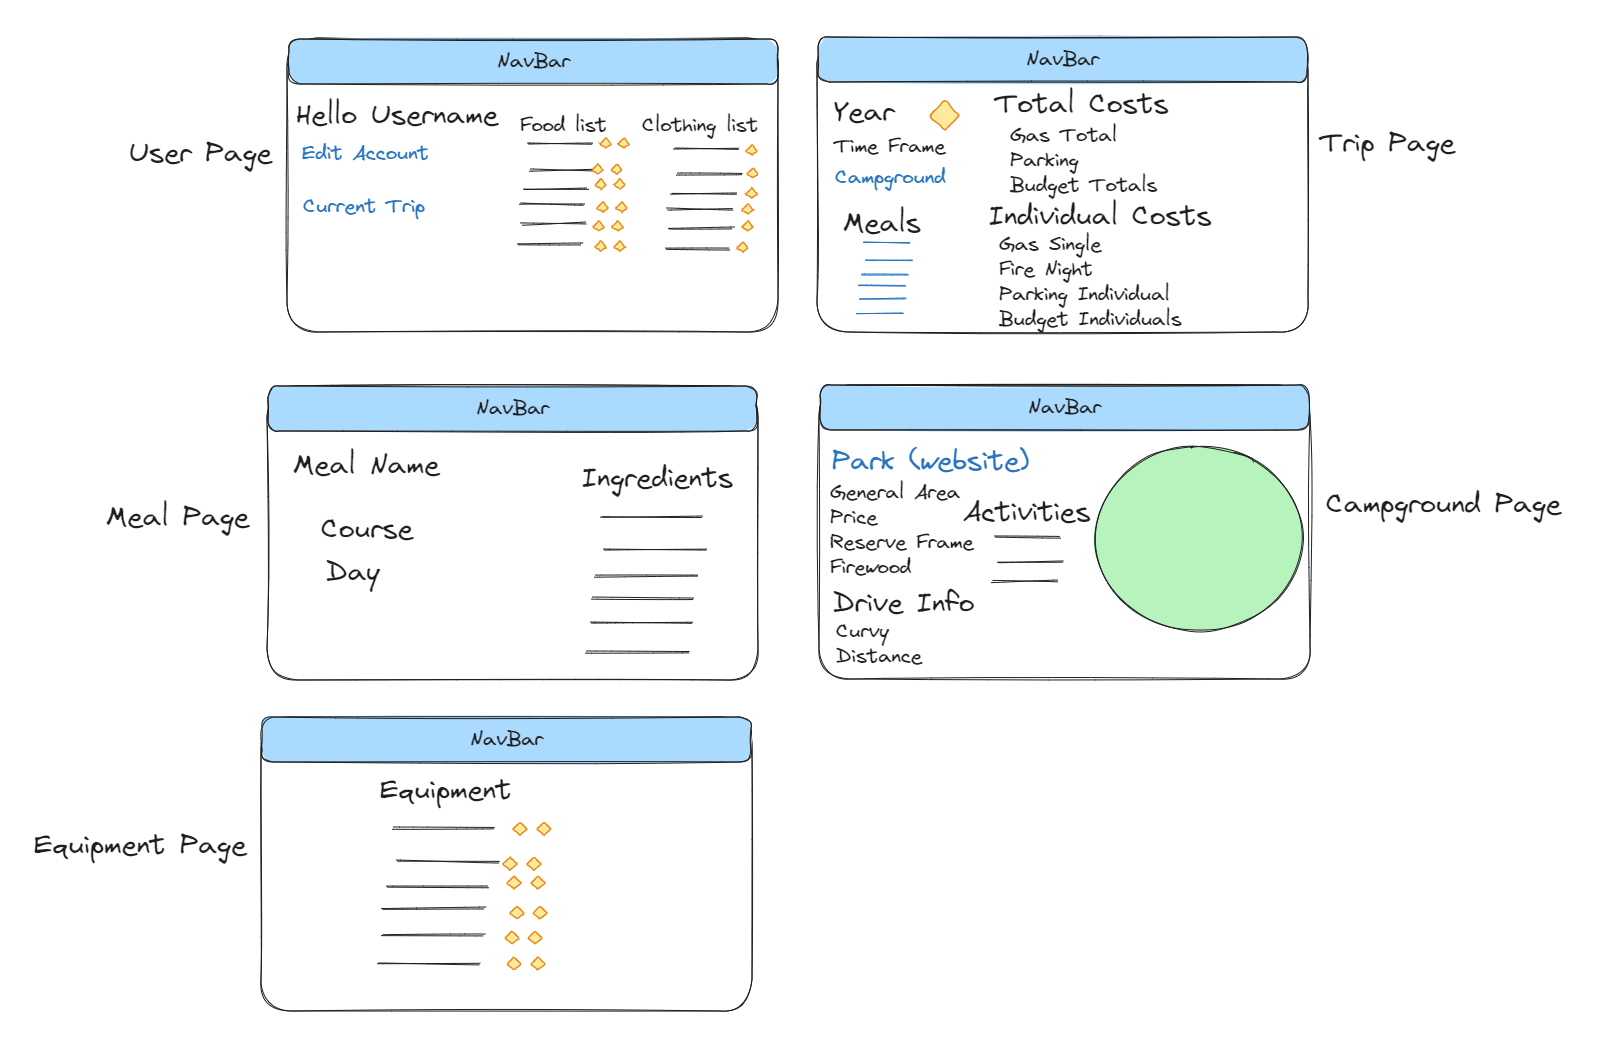 User Page
NavBar
Hello Username
Edit Account
Current Trip
Food list
Clothing list
NavBar
Year
Time Frame
Campground
Meals
Total Costs
Gas Total
Parking
Budget Totals
Individual Costs
Gas Single
Fire Night
Parking Individual
Budget Individuals
Trip Page
Meal Page
NavBar
Meal Name
Course
Day
Ingredients
NavBar
Park (website)
General Area
Price
Reserve Frame
Firewood
Drive Info
Curvy
Distance
Activities
Campground Page
Equipment Page
NavBar
Equipment